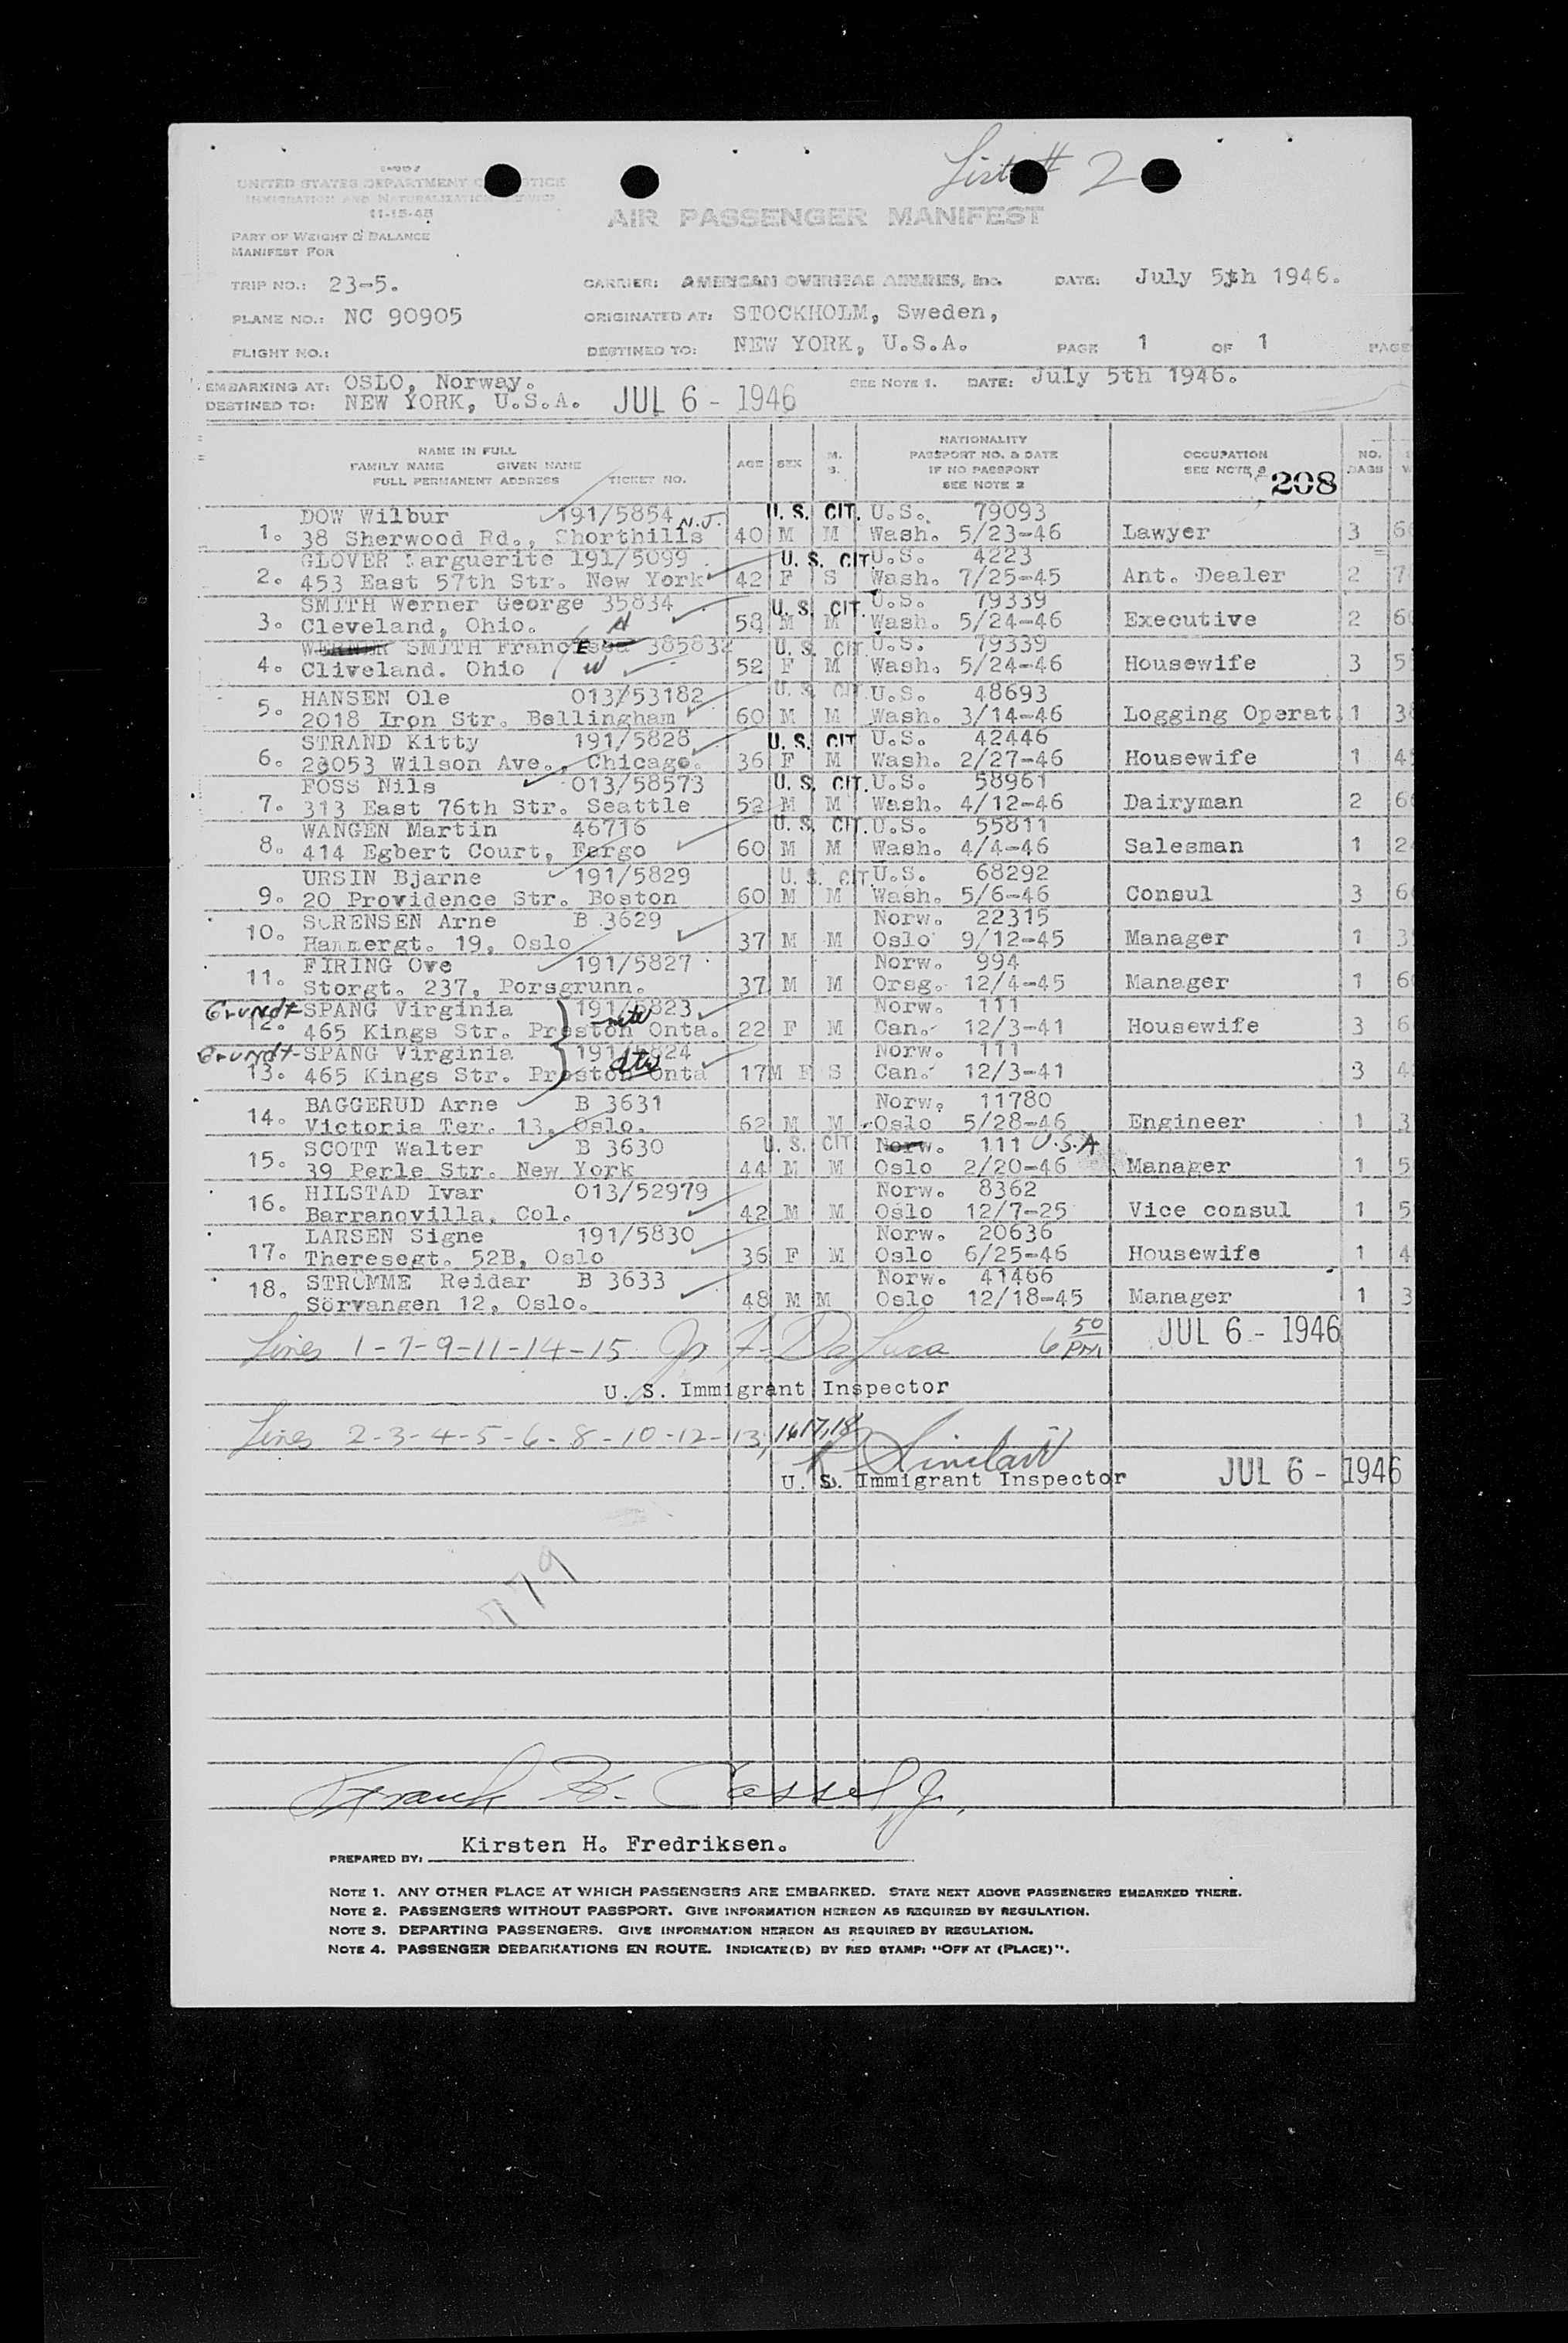 List # 2
I-507
UNITED STATES DEPARTMENT OF JUSTICE
IMMIGRATION AND NATURALIZATION SERVICE
11-15-45
AIR PASSENGER MANIFEST
PART OF WEIGHT & BALANCE
MANIFEST FOR
TRIP NO.: 23-5. CARRIER: AMERICAN OVERSEAS AIRLINES, Inc. DATE: July 5th 1946.
PLANE NO.: NC 90905 ORIGINATED AT: STOCKHOLM, Sweden,
FLIGHT NO.: DESTINED TO: NEW YORK, U.S.A. PAGE 1 OF 1 PAGE
EMBARKING AT: OSLO, Norway. SEE NOTE 1. DATE: July 5th 1946.
DESTINED TO: NEW YORK, U.S.A. JUL 6 - 1946
NAME IN FULL
FAMILY NAME GIVEN NAME
FULL PERMANENT ADDRESS TICKET NO.
AGE SEX M. S.
NATIONALITY
PASSPORT NO. & DATE
IF NO PASSPORT
SEE NOTE 2
OCCUPATION
SEE NOTE 3 208
NO. BAGS
DOW Wilbur 191/5854 U. S. CIT. U.S. 79093
1. 38 Sherwood Rd., Shorthills N.J. 40 M M Wash. 5/23-46 Lawyer 3
GLOVER Marguerite 191/5099 U. S. CIT U.S. 4223
2. 453 East 57th Str. New York 42 F S Wash. 7/25-45 Ant. Dealer 2
SMITH Werner George 35834 U. S. CIT. U.S. 79339
3. Cleveland, Ohio. 58 M M Wash. 5/24-46 Executive 2
WERNER SMITH Francisca E 385832 U. S. CIT. U.S. 79339
4. Cliveland. Ohio W 52 F M Wash. 5/24-46 Housewife 3
HANSEN Ole 013/53182 U. S. CIT. U.S. 48693
5. 2018 Iron Str. Bellingham 60 M M Wash. 3/14-46 Logging Operat. 1
STRAND Kitty 191/5828 U. S. CIT U.S. 42446
6. 28053 Wilson Ave., Chicago. 36 F M Wash. 2/27-46 Housewife 1
FOSS Nils 013/58573 U. S. CIT. U.S. 58961
7. 313 East 76th Str. Seattle 52 M M Wash. 4/12-46 Dairyman 2
WANGEN Martin 46716 U. S. CIT. U.S. 55811
8. 414 Egbert Court, Fargo 60 M M Wash. 4/4-46 Salesman 1
URSIN Bjarne 191/5829 U. S. CIT U.S. 68292
9. 20 Providence Str. Boston 60 M M Wash. 5/6-46 Consul 3
SORENSEN Arne B 3629 Norw. 22315
10. Hammergt. 19, Oslo 37 M M Oslo 9/12-45 Manager 1
FIRING Ove 191/5827 Norw. 994
11. Storgt. 237, Porsgrunn. 37 M M Orsg. 12/4-45 Manager 1
Grundt-SPANG Virginia 191/5823 Norw. 111
12. 465 Kings Str. Preston Onta. 22 F M Can. 12/3-41 Housewife 3
Grundt-SPANG Virginia 191/5824 Norw. 111
13. 465 Kings Str. Preston Onta 17M F S Can. 12/3-41 3
BAGGERUD Arne B 3631 Norw. 11780
14. Victoria Ter. 13, Oslo. 62 M M Oslo 5/28-46 Engineer 1
SCOTT Walter B 3630 U. S. CIT Norw. 111 U.S.A
15. 39 Perle Str. New York 44 M M Oslo 2/20-46 Manager 1
HILSTAD Ivar 013/52979 Norw. 8362
16. Barranovilla, Col. 42 M M Oslo 12/7-25 Vice consul 1
LARSEN Signe 191/5830 Norw. 20636
17. Theresegt. 52B, Oslo 36 F M Oslo 6/25-46 Housewife 1
STROMME Reidar B 3633 Norw. 41466
18. Sörvangen 12, Oslo. 48 M M Oslo 12/18-45 Manager 1
Lines 1-7-9-11-14-15 Jn F. DaLuca 6 50 PM JUL 6 - 1946
U. S. Immigrant Inspector
Lines 2-3-4-5-6-8-10-12-13, 16 17, 18
Sinclair
U. S. Immigrant Inspector JUL 6 - 1946
779
Frank H. Cassel Jr.
PREPARED BY: Kirsten H. Fredriksen.
NOTE 1. ANY OTHER PLACE AT WHICH PASSENGERS ARE EMBARKED. STATE NEXT ABOVE PASSENGERS EMBARKED THERE.
NOTE 2. PASSENGERS WITHOUT PASSPORT. GIVE INFORMATION HEREON AS REQUIRED BY REGULATION.
NOTE 3. DEPARTING PASSENGERS. GIVE INFORMATION HEREON AS REQUIRED BY REGULATION.
NOTE 4. PASSENGER DEBARKATIONS EN ROUTE. INDICATE(D) BY RED STAMP: "OFF AT (PLACE)".